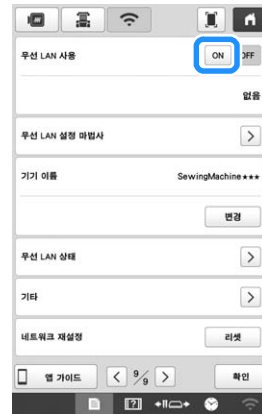 무선 LAN 사용
ON OFF
없음
무선 LAN 설정 마법사
기기 이름 SewingMachine★★★
변경
무선 LAN 상태
기타
네트워크 재설정 리셋
앱 가이드 9/9 확인